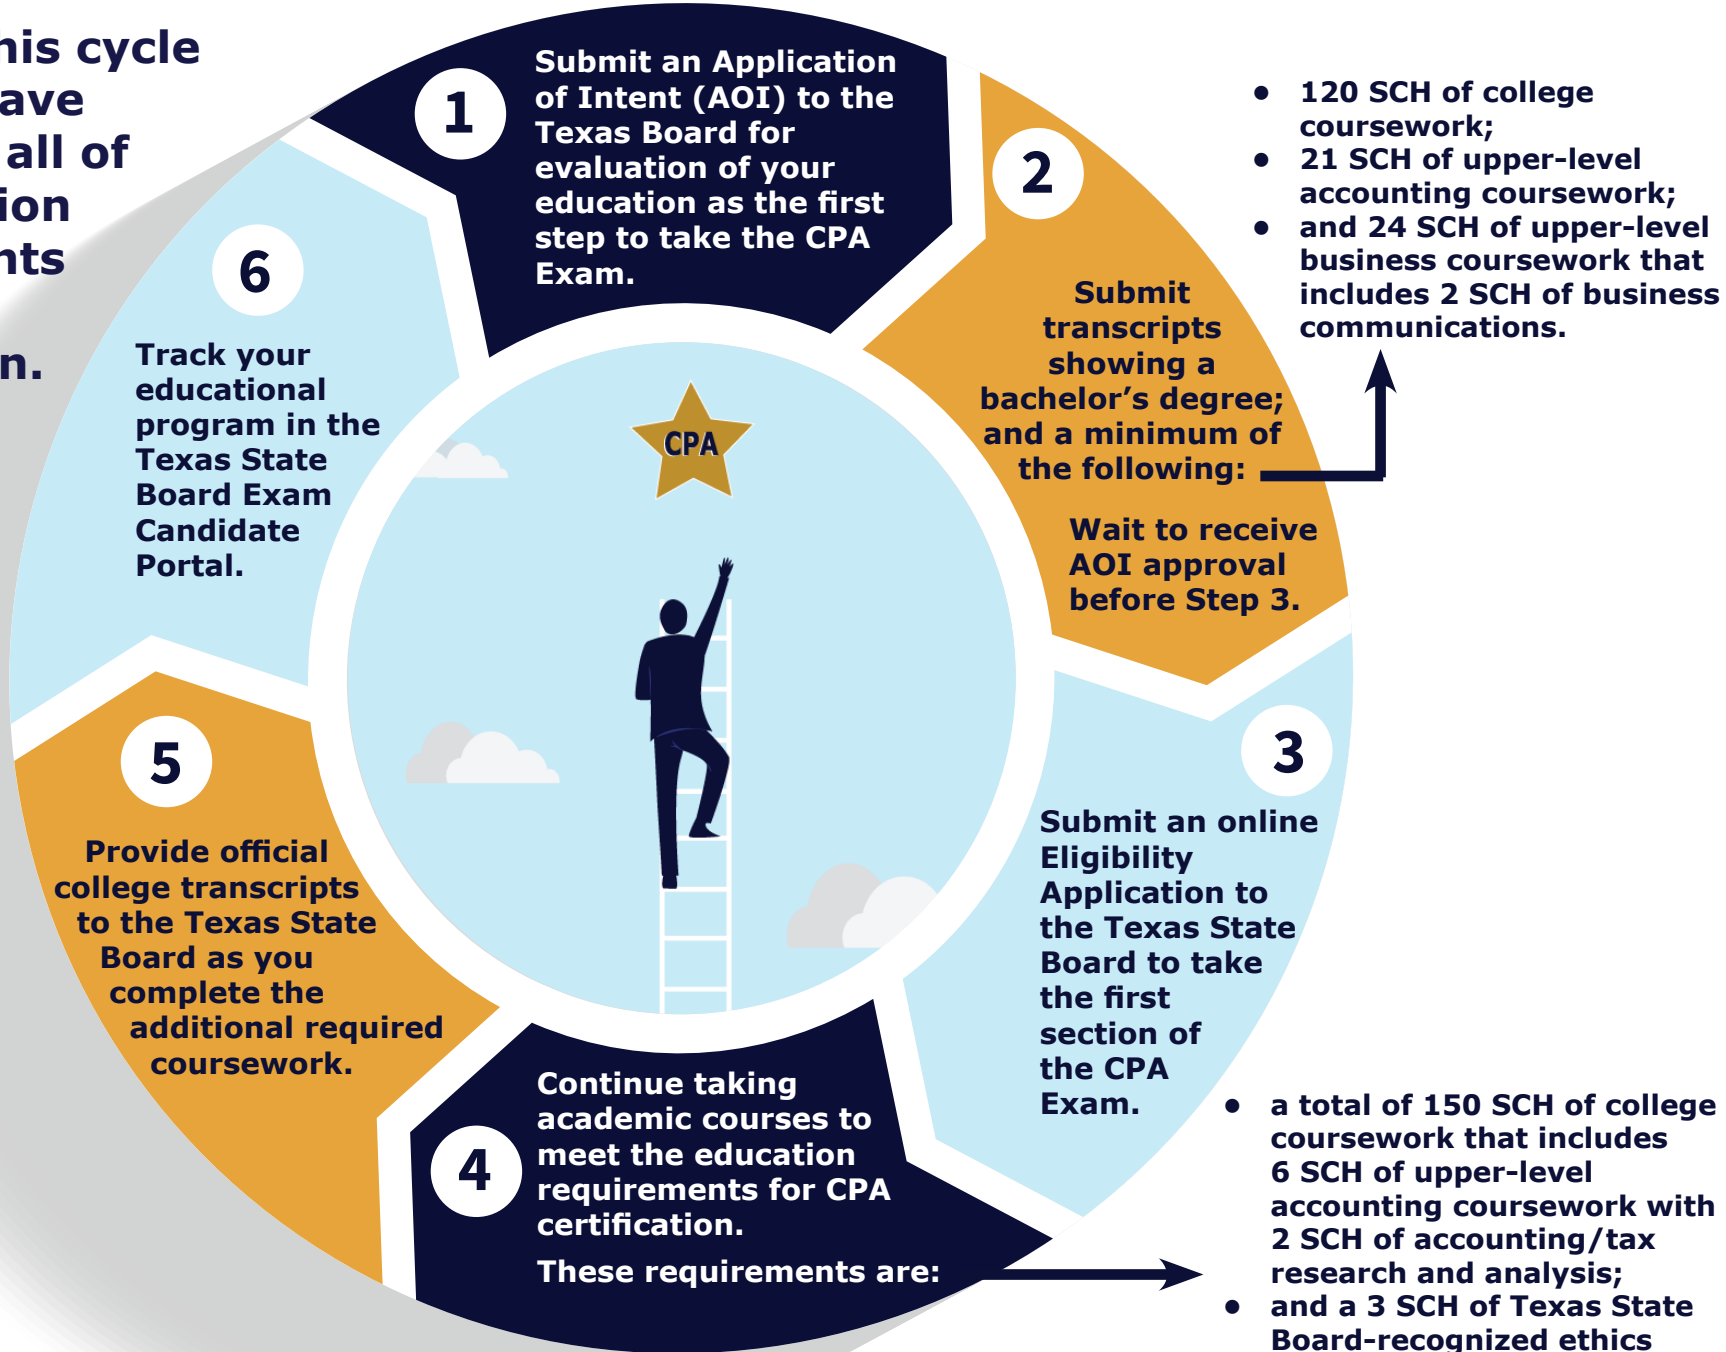 his cycle
ave
all of
ion
nts
n.
1
Submit an Application
of Intent (AOI) to the
Texas Board for
evaluation of your
education as the first
step to take the CPA
Exam.
2
Submit
transcripts
showing a
bachelor’s degree;
and a minimum of
the following:
Wait to receive
AOI approval
before Step 3.
• 120 SCH of college
coursework;
• 21 SCH of upper-level
accounting coursework;
• and 24 SCH of upper-level
business coursework that
includes 2 SCH of business
communications.
3
Submit an online
Eligibility
Application to
the Texas State
Board to take
the first
section of
the CPA
Exam.
4
Continue taking
academic courses to
meet the education
requirements for CPA
certification.
These requirements are:
• a total of 150 SCH of college
coursework that includes
6 SCH of upper-level
accounting coursework with
2 SCH of accounting/tax
research and analysis;
• and a 3 SCH of Texas State
Board-recognized ethics
5
Provide official
college transcripts
to the Texas State
Board as you
complete the
additional required
coursework.
6
Track your
educational
program in the
Texas State
Board Exam
Candidate
Portal.
CPA